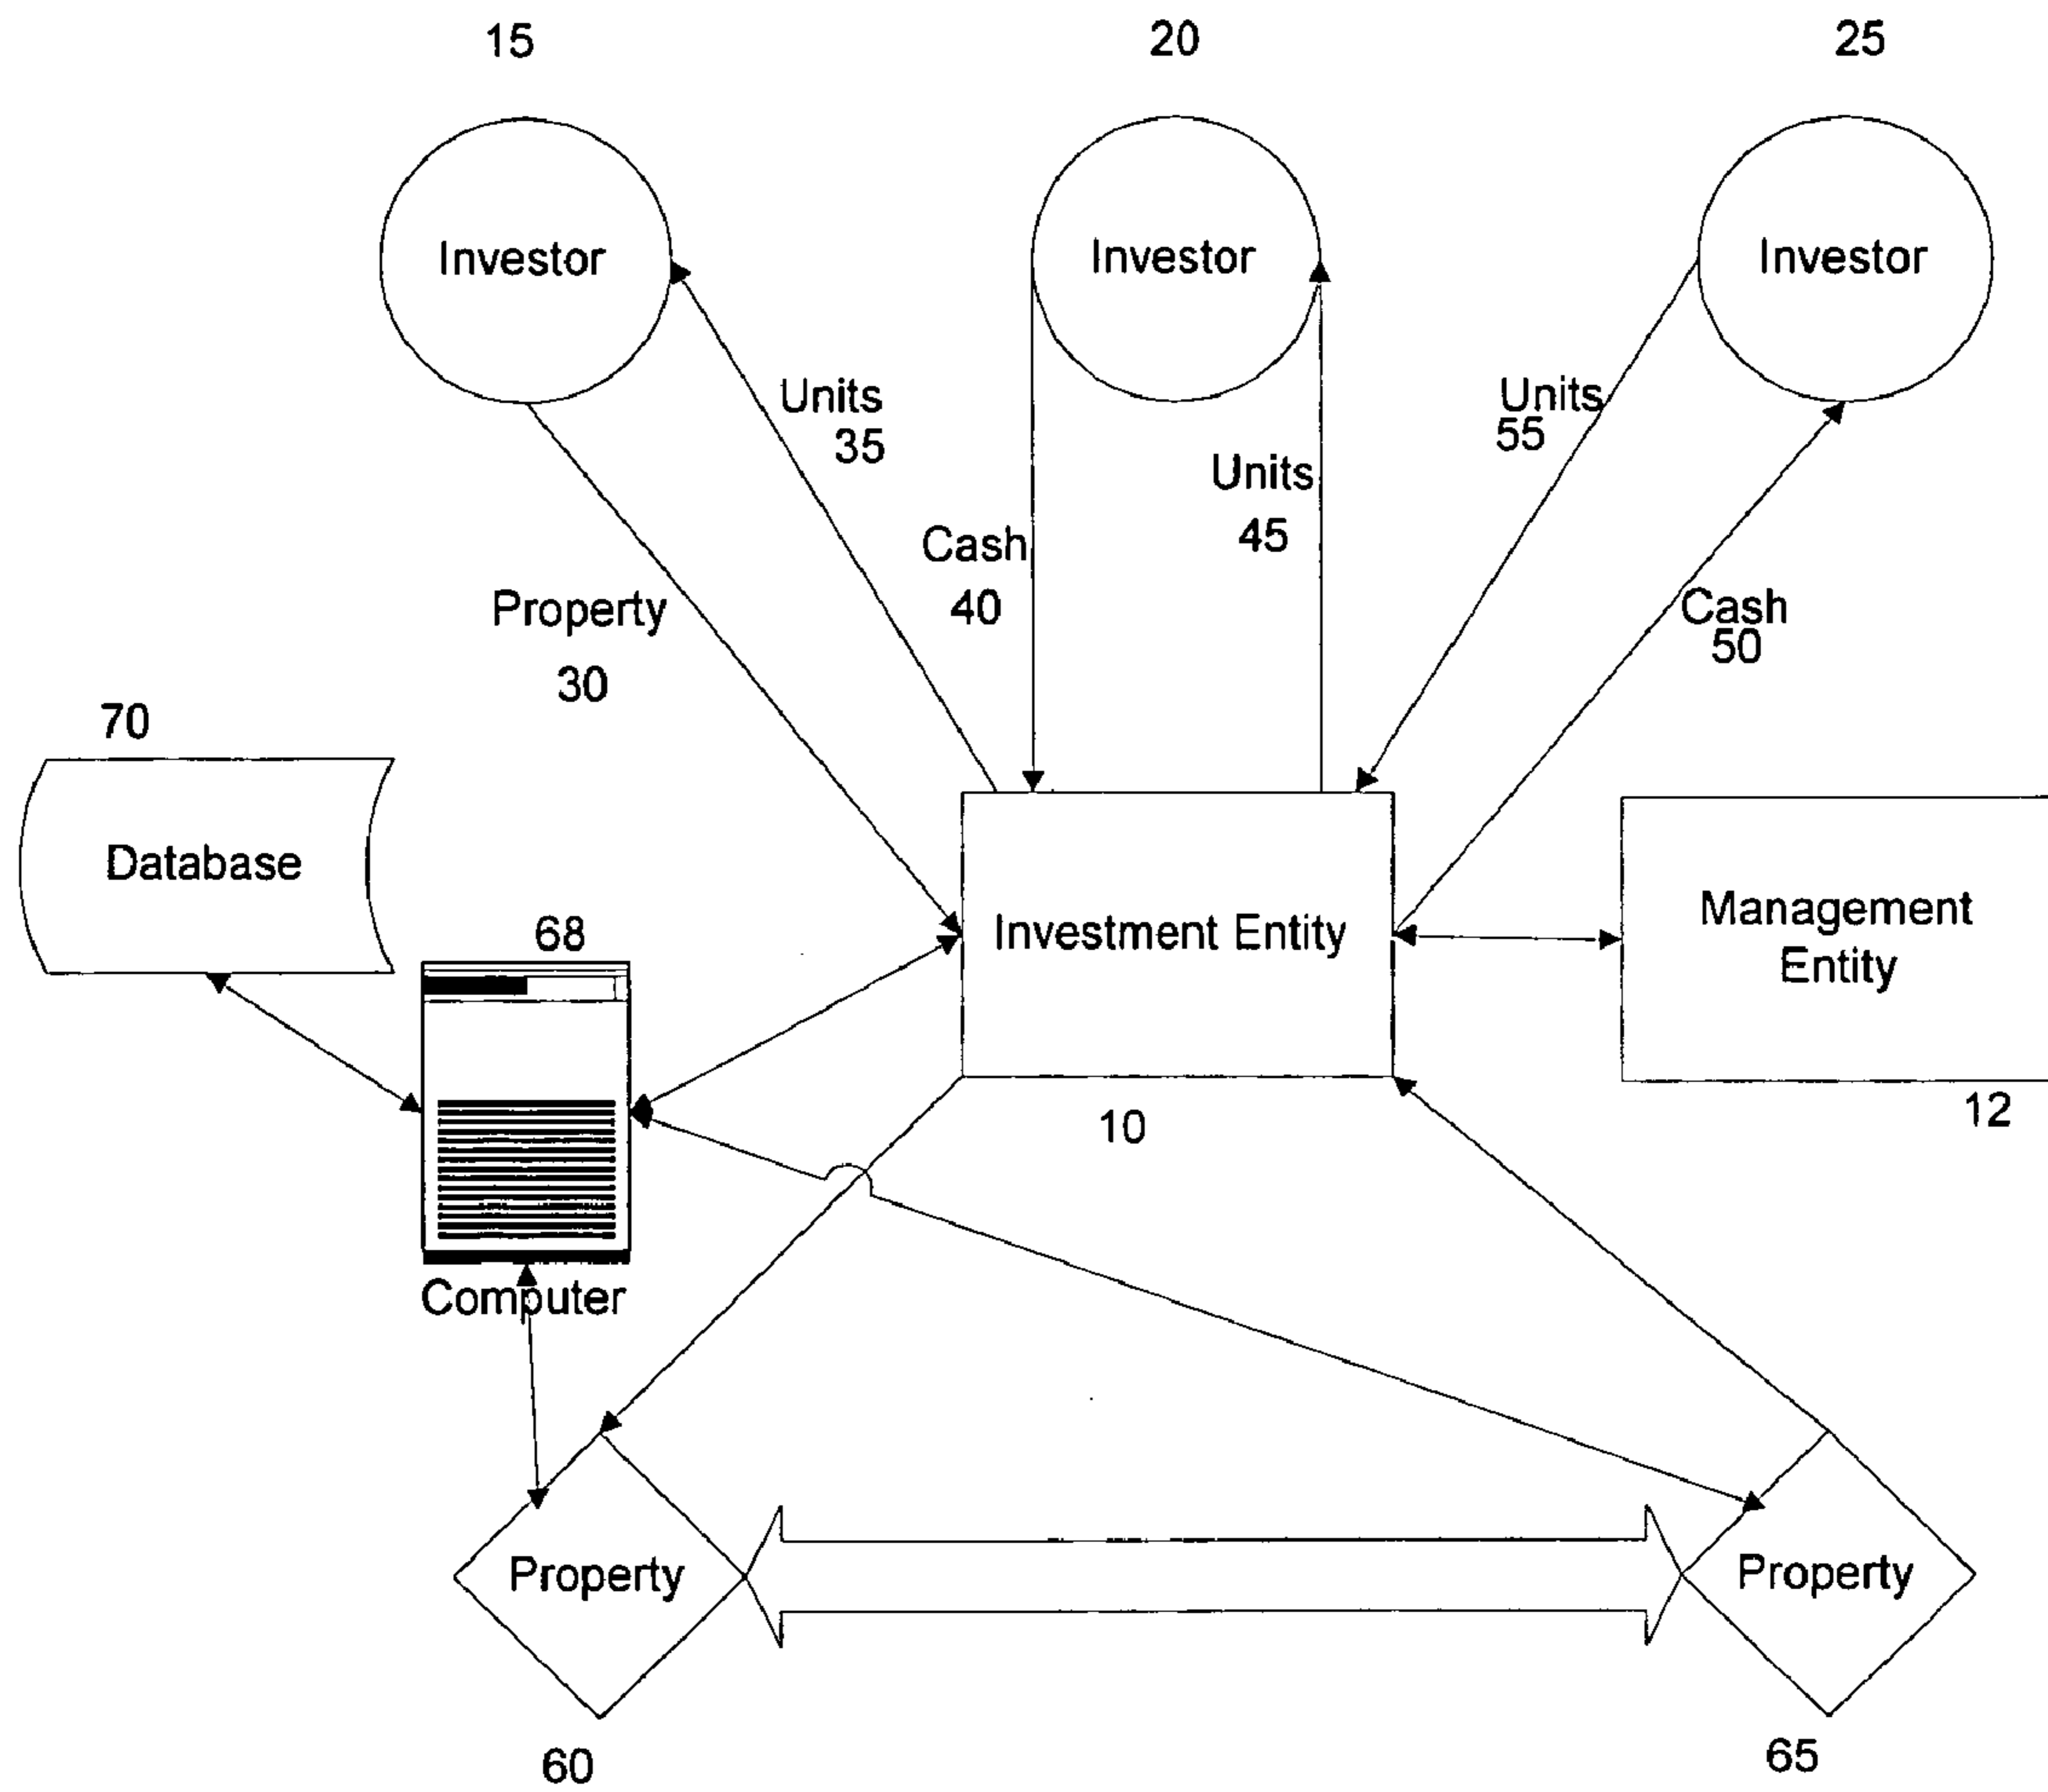 15
20
25
Investor
Investor
Investor
Units
35
Units
55
Units
45
Cash
40
Property
30
Cash
50
70
Database
68
Investment Entity
Management
Entity
10
12
Computer
Property
Property
60
65